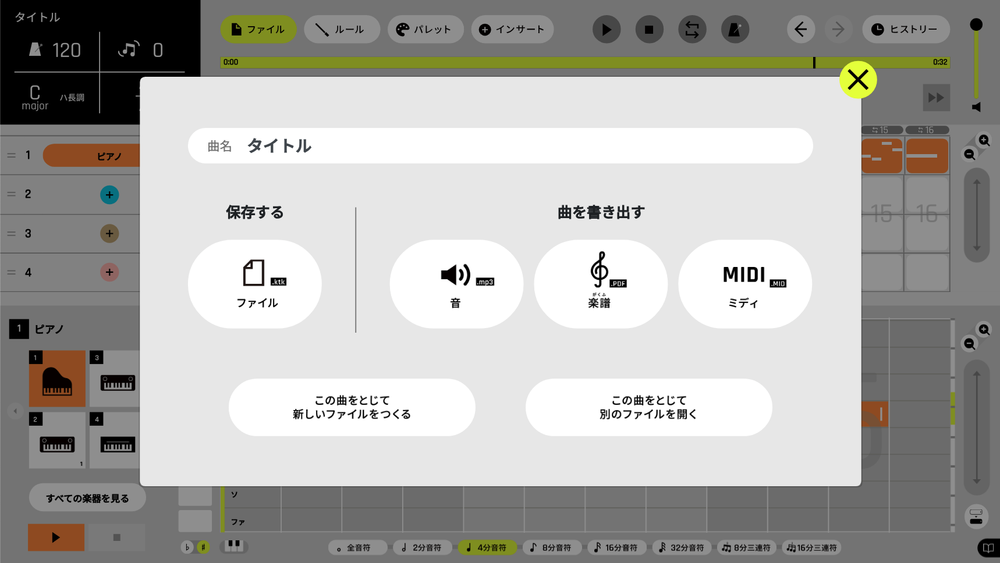 タイトル
120
0
C
major
ハ長調
ファイル
ルール
パレット
インサート
ヒストリー
0:00
0:32
曲名 タイトル
保存する
曲を書き出す
.ktk
ファイル
.mp3
音
.PDF
がくふ
楽譜
MIDI
.MID
ミディ
この曲をとじて
新しいファイルをつくる
この曲をとじて
別のファイルを開く
15
16
15
16
1
ピアノ
2
3
4
1
ピアノ
1
3
2
4
1
すべての楽器を見る
ソ
ファ
全音符
2分音符
4分音符
8分音符
16分音符
32分音符
8分三連符
16分三連符